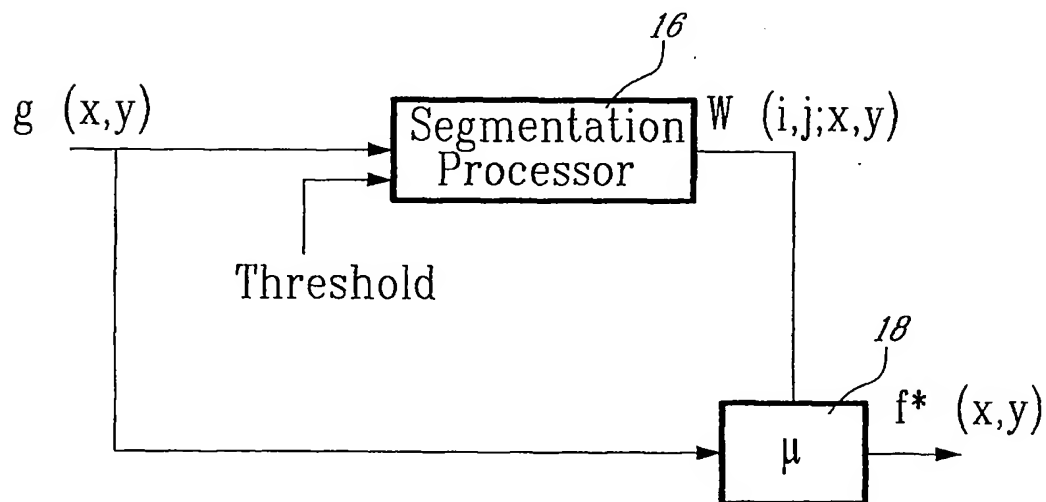 16
g (x,y)
Segmentation
Processor
W (i,j;x,y)
Threshold
18
μ
f* (x,y)